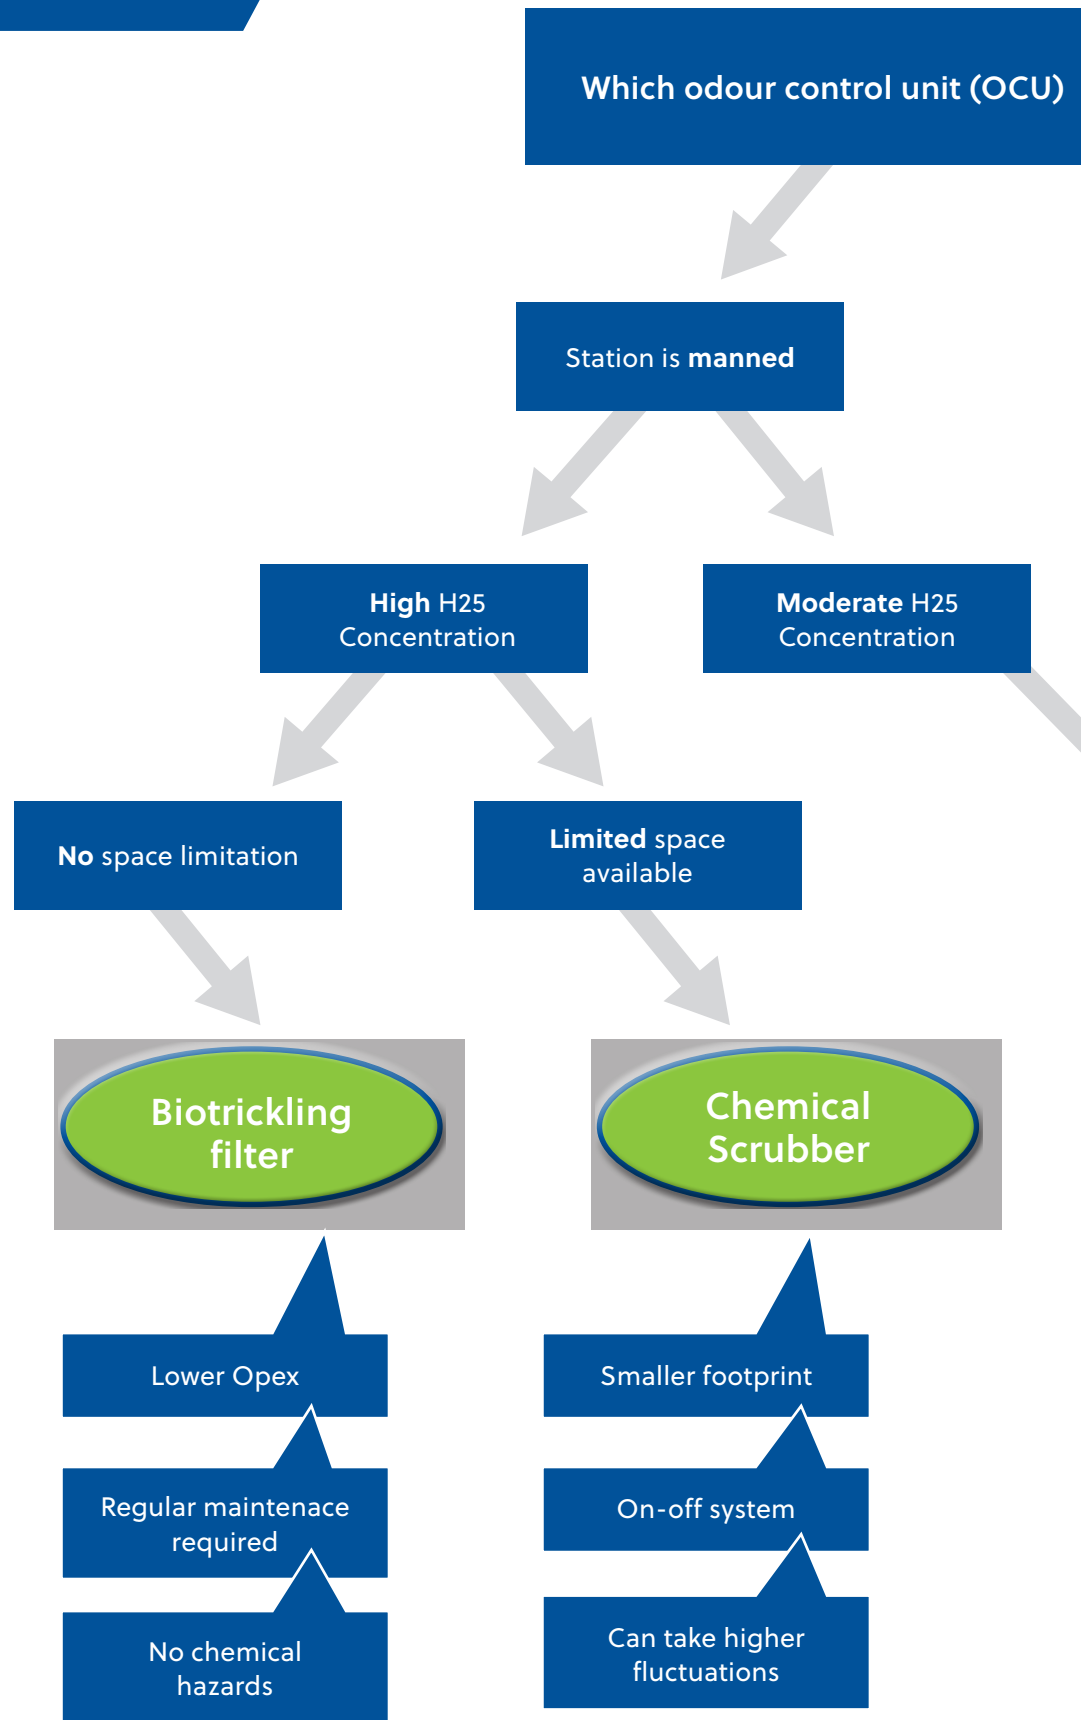 Which odour control unit (OCU)
Station is manned
High H25
Concentration
Moderate H25
Concentration
No space limitation
Limited space
available
Biotrickling
filter
Chemical
Scrubber
Lower Opex
Regular maintenace
required
No chemical
hazards
Smaller footprint
On-off system
Can take higher
fluctuations